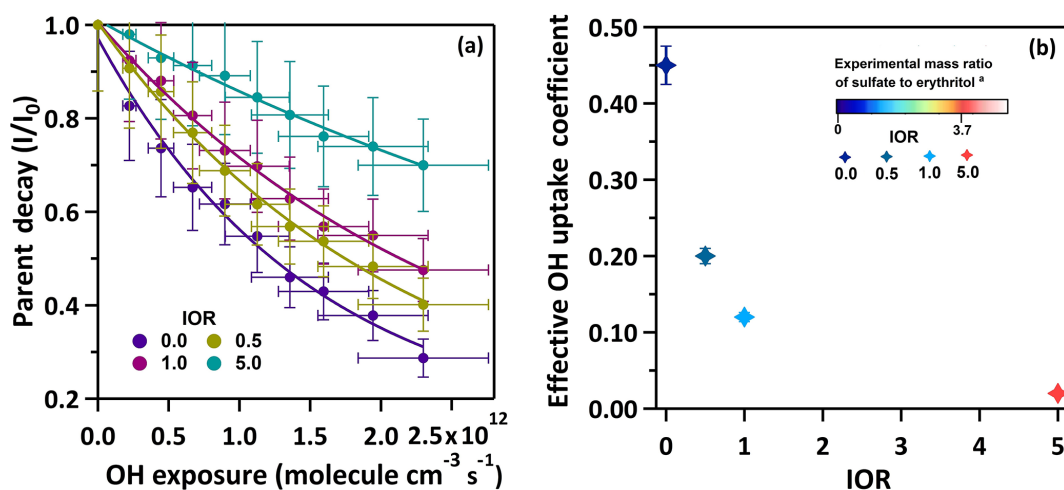 (a)
Parent decay (I/I0)
1.0
0.8
0.6
0.4
0.2
IOR
0.0 0.5
1.0 5.0
0.0 0.5 1.0 1.5 2.0 2.5x10^12
OH exposure (molecule cm^-3 s^-1)
(b)
Effective OH uptake coefficient
0.50
0.40
0.30
0.20
0.10
0.00
Experimental mass ratio
of sulfate to erythritol a
0 3.7
IOR
0.0 0.5 1.0 5.0
0 1 2 3 4 5
IOR